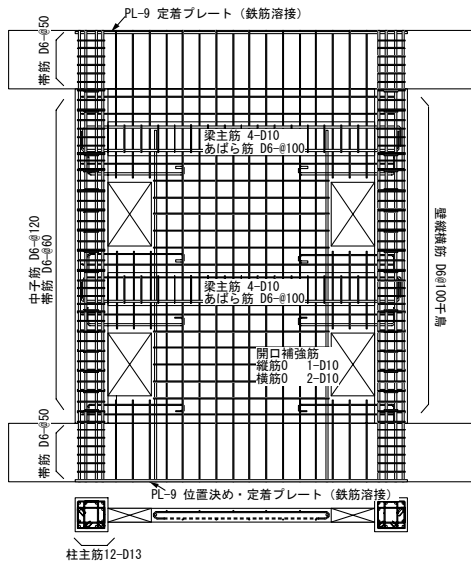 PL-9 定着プレート（鉄筋溶接）
帯筋 D6-@50
梁主筋 4-D10
あばら筋 D6-@100
中子筋 D6-@120
帯筋 D6-@60
壁縦横筋 D6@100千鳥
梁主筋 4-D10
あばら筋 D6-@100
開口補強筋
縦筋0 1-D10
横筋0 2-D10
帯筋 D6-@50
PL-9 位置決め・定着プレート（鉄筋溶接）
柱主筋12-D13